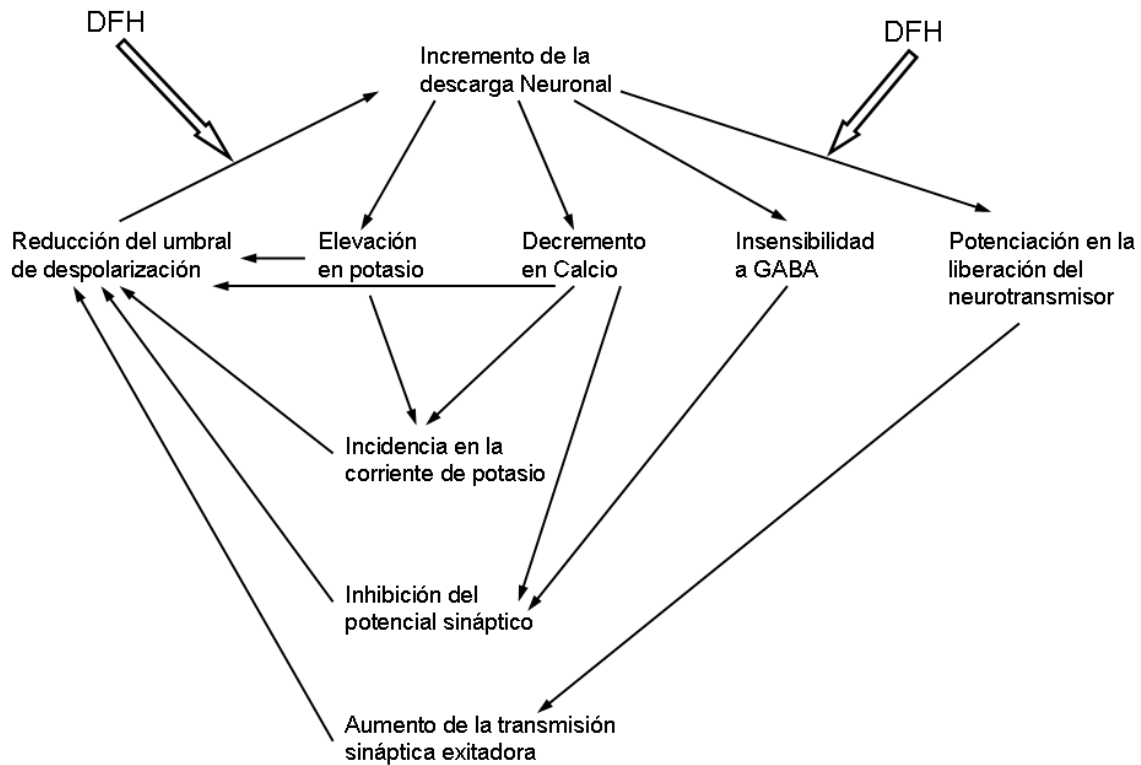 DFH
DFH
Incremento de la
descarga Neuronal
Reducción del umbral
de despolarización
Elevación
en potasio
Decremento
en Calcio
Insensibilidad
a GABA
Potenciación en la
liberación del
neurotransmisor
Incidencia en la
corriente de potasio
Inhibición del
potencial sináptico
Aumento de la transmisión
sináptica exitadora